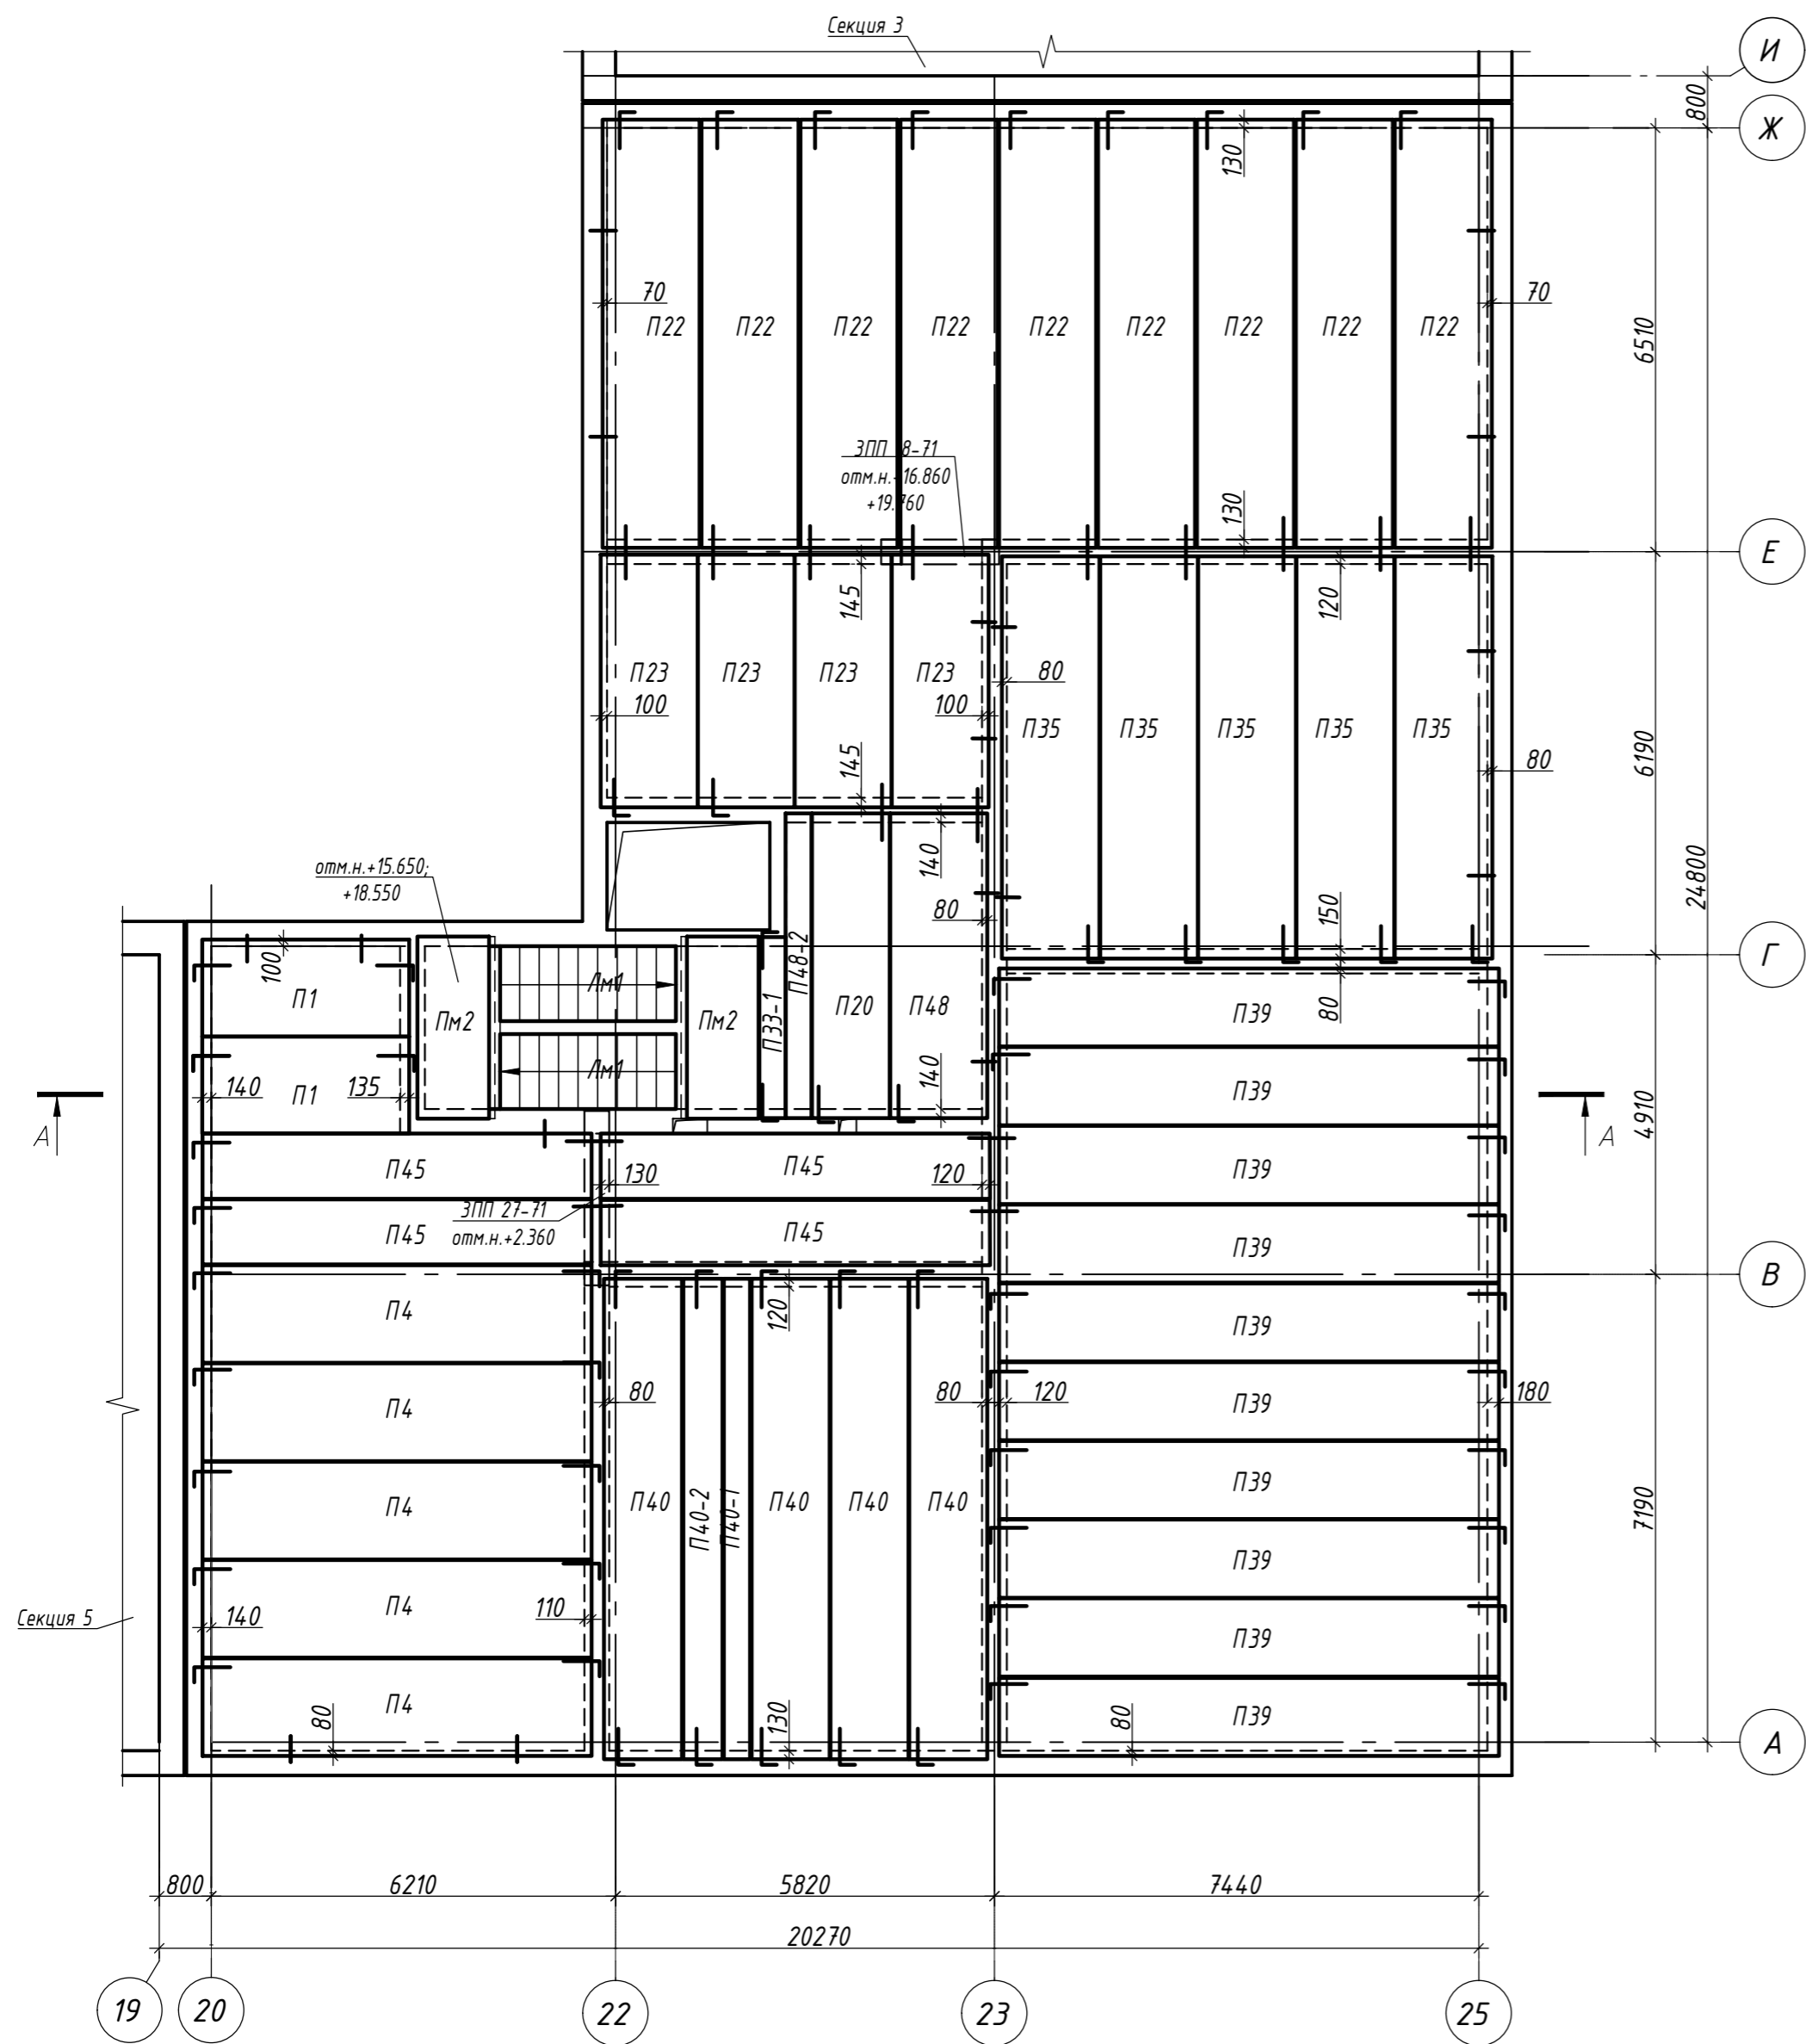 Секция 3
И
800
Ж
130
70
70
П22
П22
П22
П22
П22
П22
П22
П22
П22
6510
отм.н.+16.860
+19.760
130
Е
145
120
П23
П23
П23
П23
80
100
100
П35
П35
П35
П35
П35
145
80
6190
24800
отм.н.+15.650;
+18.550
140
80
150
Г
100
П1
Пм2
Лм1
Пм2
П33-1
П48-2
П20
П48
80
П39
140
135
П1
Лм1
140
П39
А
А
4910
П45
130
П45
120
П39
ЗПП 27-71
отм.н.+2.360
П45
П45
П39
В
П4
120
П39
80
80
120
180
П4
П39
П40
П40-2
П40-1
П40
П40
П40
П39
7190
П4
П39
Секция 5
140
110
П4
П39
80
П4
130
80
П39
А
800
6210
5820
7440
20270
19
20
22
23
25